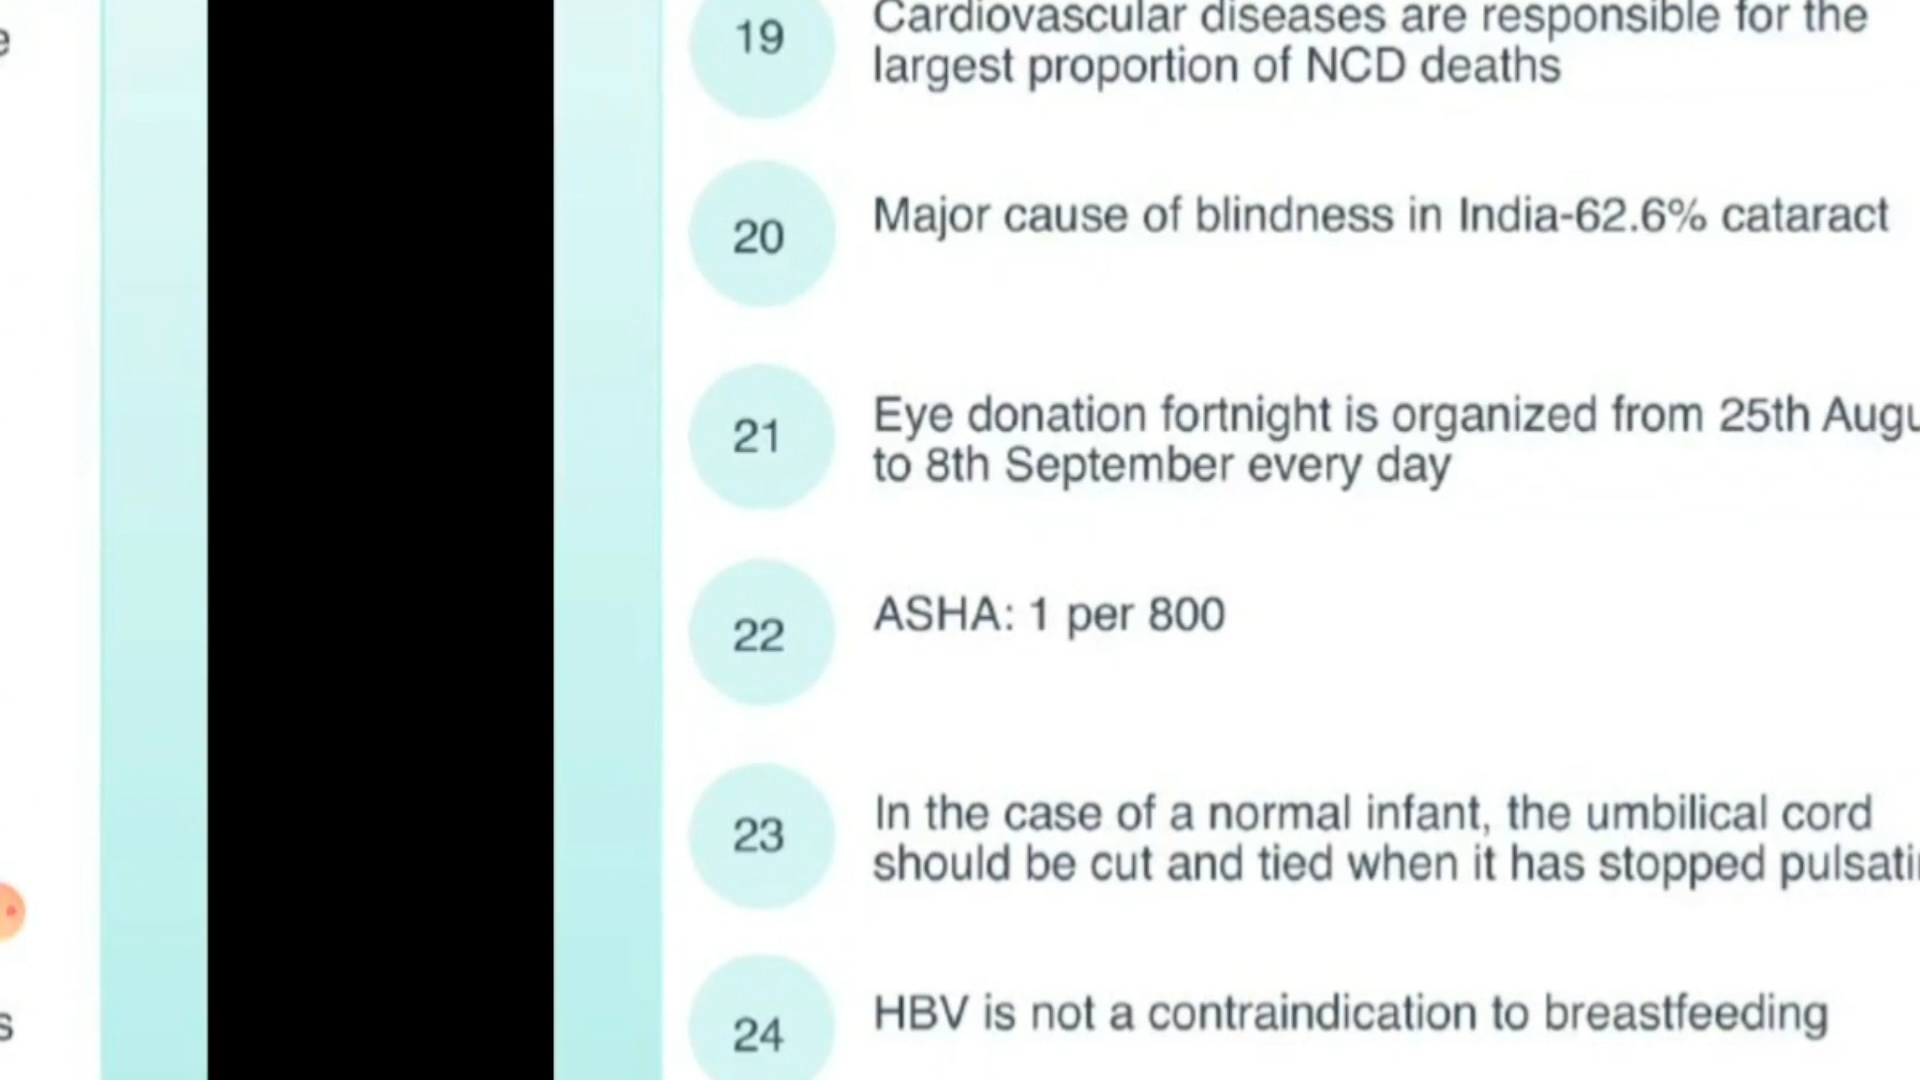 19
Cardiovascular diseases are responsible for the
largest proportion of NCD deaths
20
Major cause of blindness in India-62.6% cataract
21
Eye donation fortnight is organized from 25th
to 8th September every day
22
ASHA: 1 per 800
23
In the case of a normal infant, the umbilical cord
should be cut and tied when it has stopped
24
HBV is not a contraindication to breastfeeding